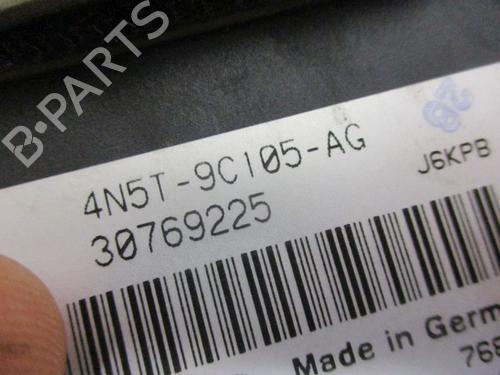 B-PARTS
4N5T-9C105-AG
J6KPB
30769225
Made in Germ
768